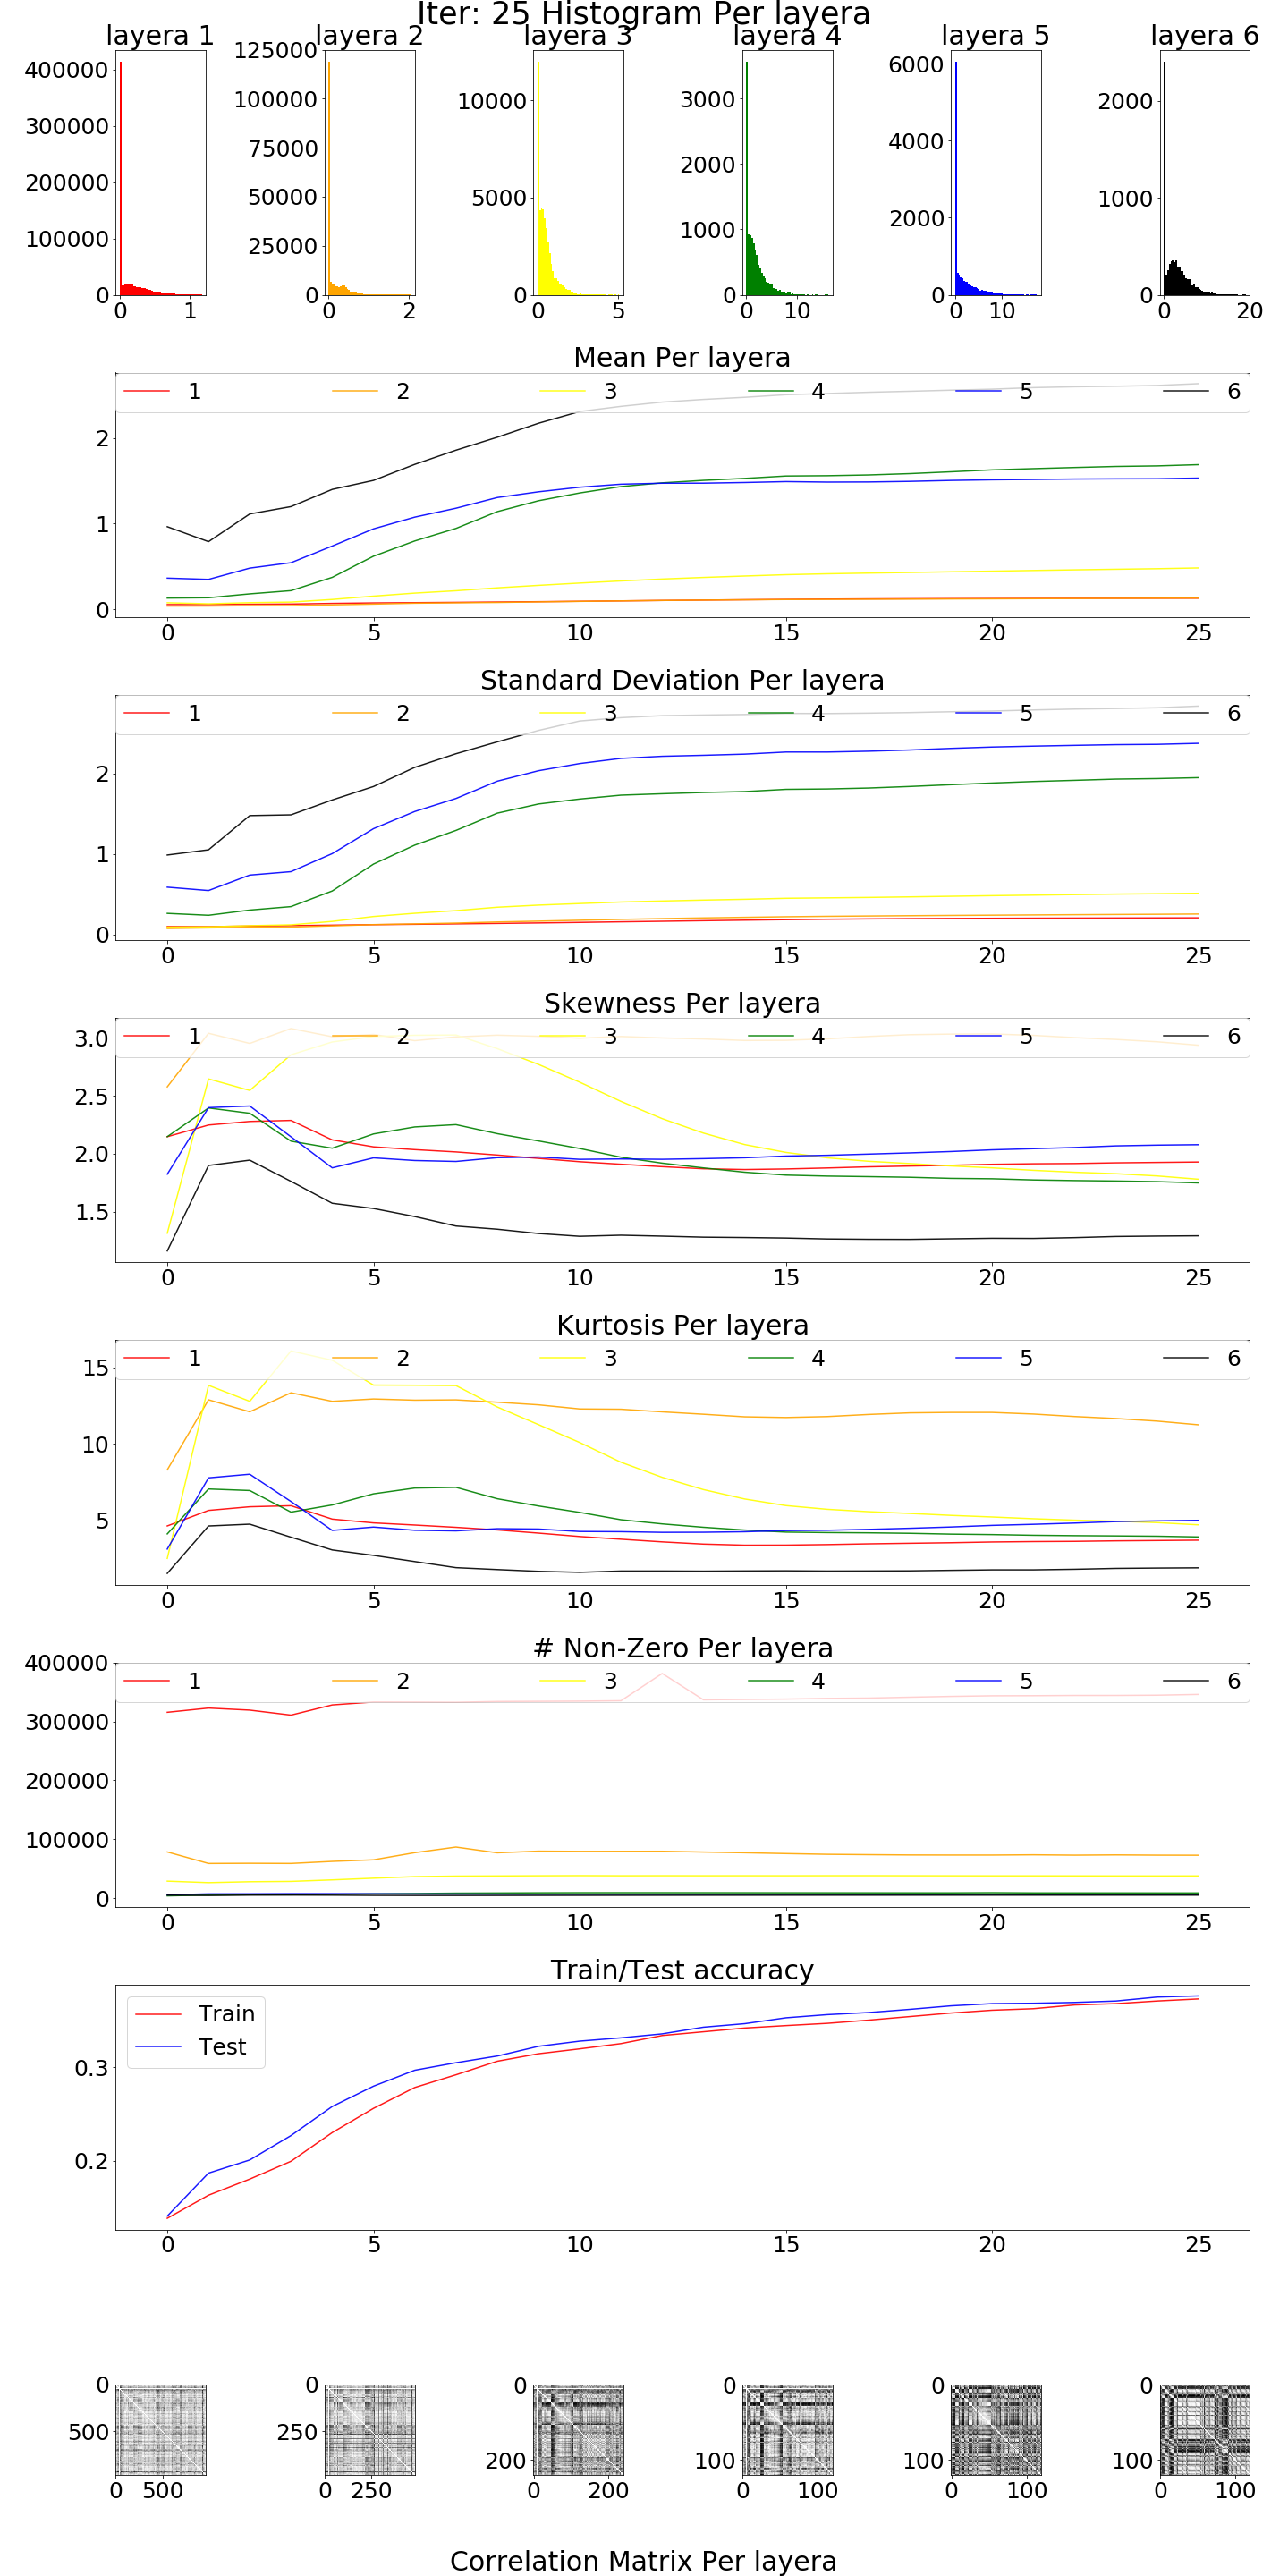 Iter: 25 Histogram Per layera
layera 1 layera 2 layera 3 layera 4 layera 5 layera 6
400000 300000 200000 100000 0
0 1
125000 100000 75000 50000 25000 0
0 2
10000 5000 0
0 5
3000 2000 1000 0
0 10
6000 4000 2000 0
0 10
2000 1000 0
0 20
Mean Per layera
1 2 3 4 5 6
2
1
0
0 5 10 15 20 25
Standard Deviation Per layera
1 2 3 4 5 6
2
1
0
0 5 10 15 20 25
Skewness Per layera
1 2 3 4 5 6
3.0
2.5
2.0
1.5
0 5 10 15 20 25
Kurtosis Per layera
1 2 3 4 5 6
15
10
5
0 5 10 15 20 25
# Non-Zero Per layera
1 2 3 4 5 6
400000
300000
200000
100000
0
0 5 10 15 20 25
Train/Test accuracy
Train
Test
0.3
0.2
0 5 10 15 20 25
0 0 0 0 0 0
500 250 200 100 100 100
0 500 0 250 0 200 0 100 0 100 0 100
Correlation Matrix Per layera